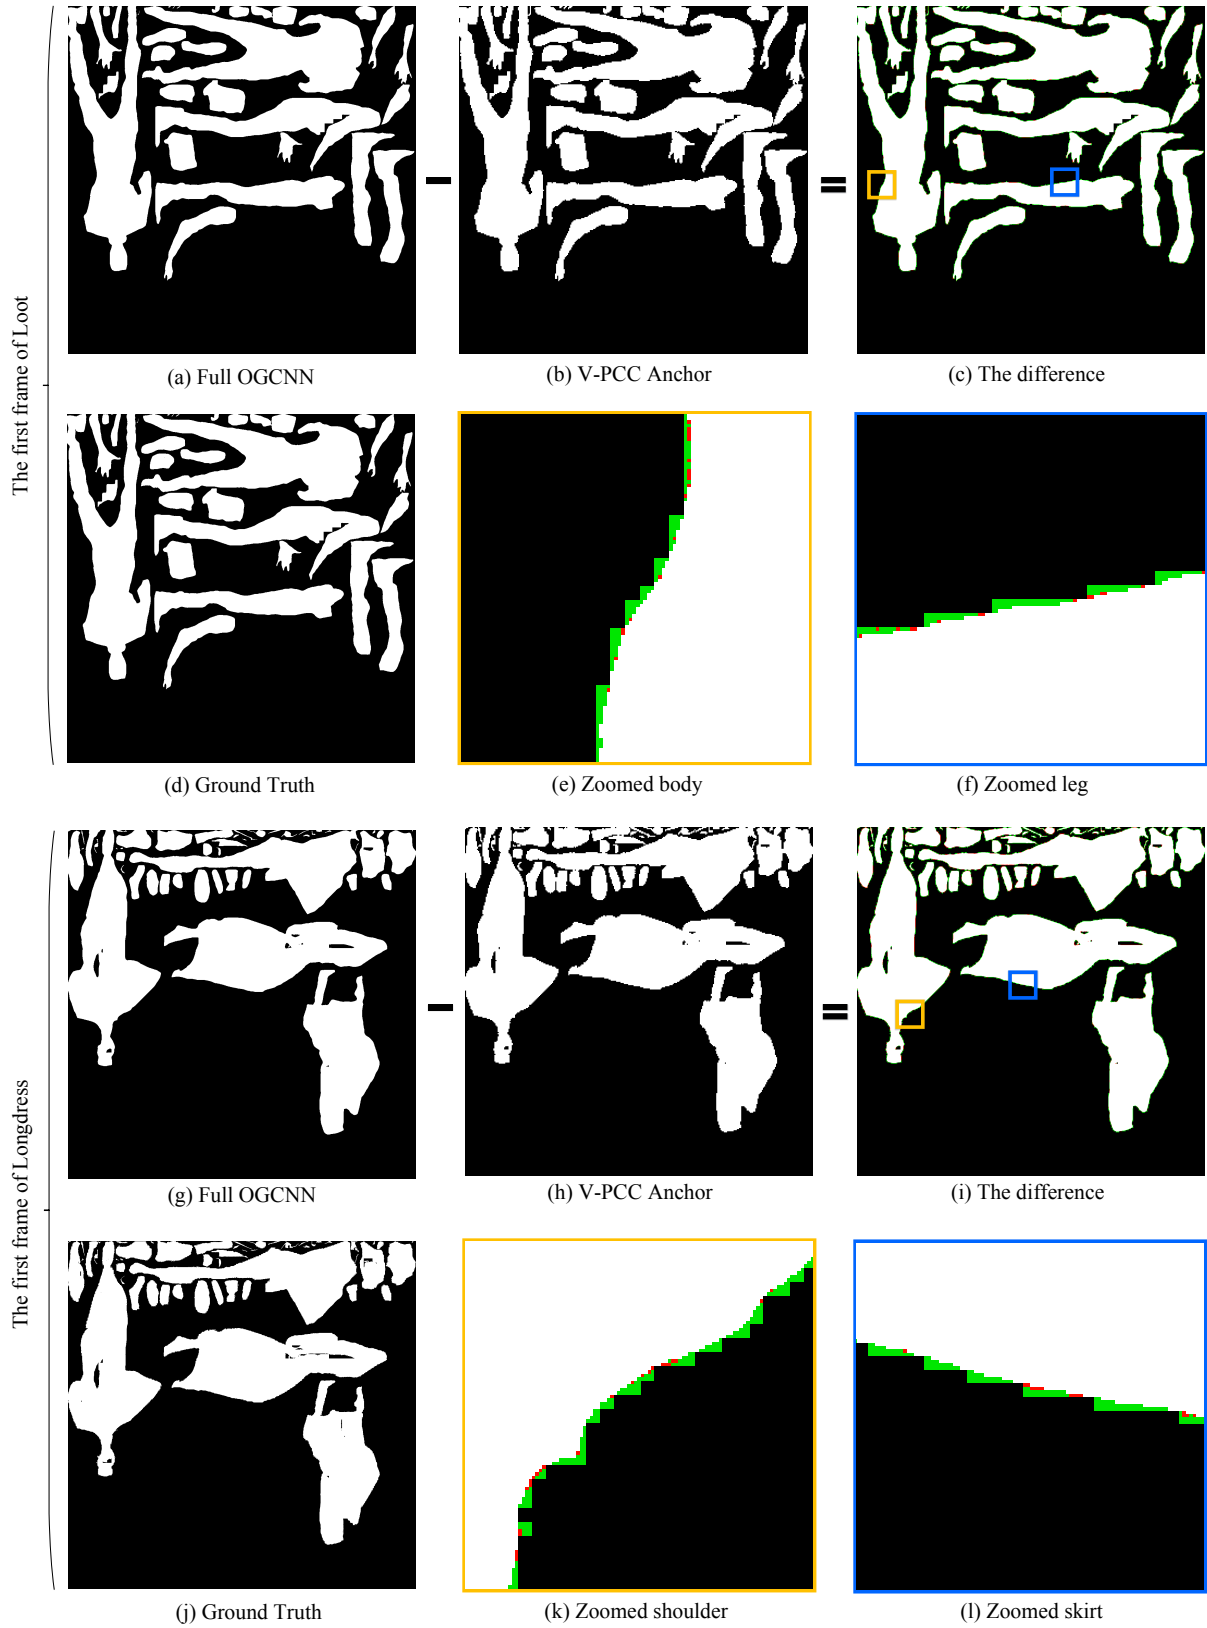 The first frame of Loot
(a) Full OGCNN
(b) V-PCC Anchor
(c) The difference
(d) Ground Truth
(e) Zoomed body
(f) Zoomed leg
The first frame of Longdress
(g) Full OGCNN
(h) V-PCC Anchor
(i) The difference
(j) Ground Truth
(k) Zoomed shoulder
(l) Zoomed skirt